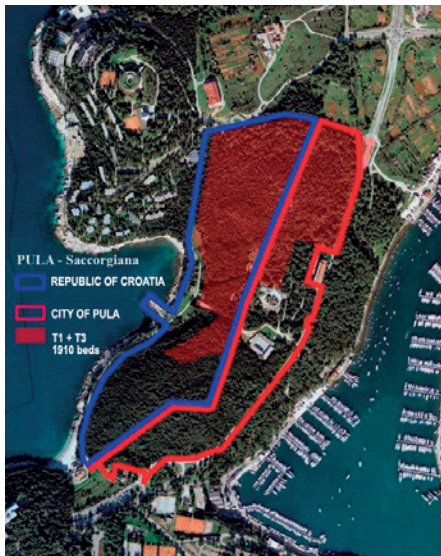 PULA - Saccorgiana
REPUBLIC OF CROATIA
CITY OF PULA
T1 + T3
1910 beds